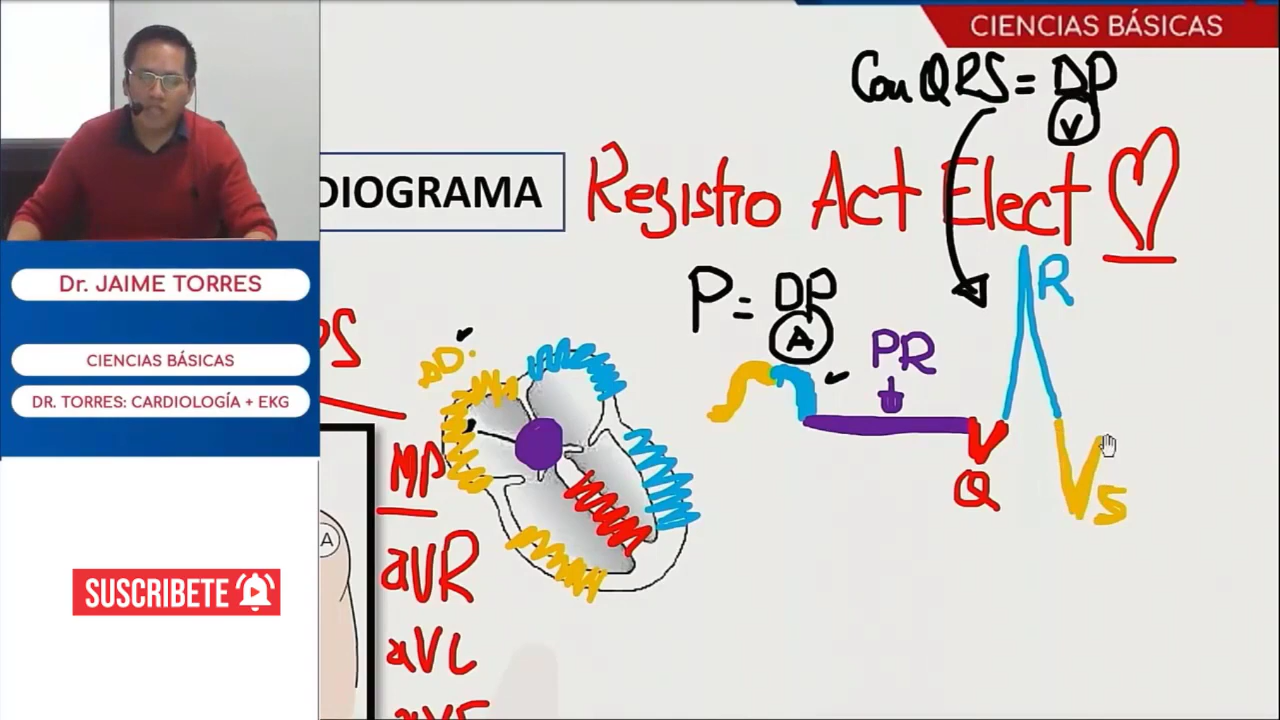 CIENCIAS BÁSICAS
Con QRS = DP
V
DIOGRAMA
Registro Act Elect
P = DP
A
R
PR
Q
S
AD.
Dr. JAIME TORRES
CIENCIAS BÁSICAS
DR. TORRES: CARDIOLOGÍA + EKG
MP
aVR
aVL
A
SUSCRIBETE